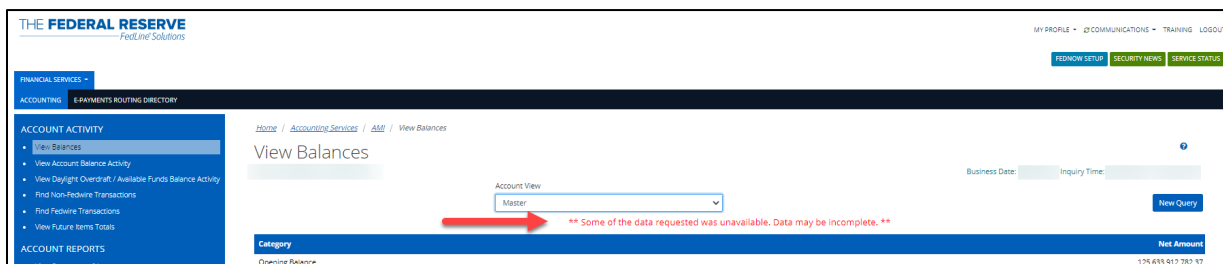 THE FEDERAL RESERVE
FedLine Solutions
MY PROFILE COMMUNICATIONS TRAINING LOGOUT
FEDNOW SETUP SECURITY NEWS SERVICE STATUS
FINANCIAL SERVICES
ACCOUNTING E-PAYMENTS ROUTING DIRECTORY
ACCOUNT ACTIVITY
View Balances
View Account Balance Activity
View Daylight Overdraft / Available Funds Balance Activity
Find Non-Fedwire Transactions
Find Fedwire Transactions
View Future Items Totals
ACCOUNT REPORTS
Home / Accounting Services / AMI / View Balances
View Balances
Business Date: Inquiry Time:
Account View
Master
New Query
** Some of the data requested was unavailable. Data may be incomplete. **
Category Net Amount
Opening Balance 125,633,912,782.37